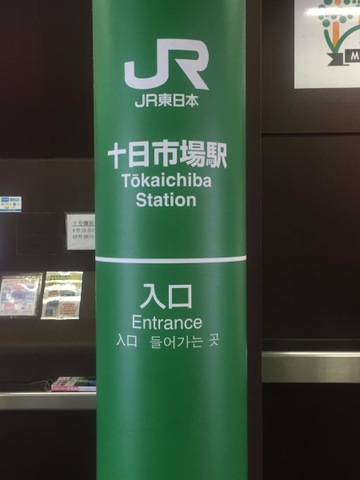 JR
JR東日本
十日市場駅
Tōkaichiba
Station
入口
Entrance
入口 들어가는 곳
M